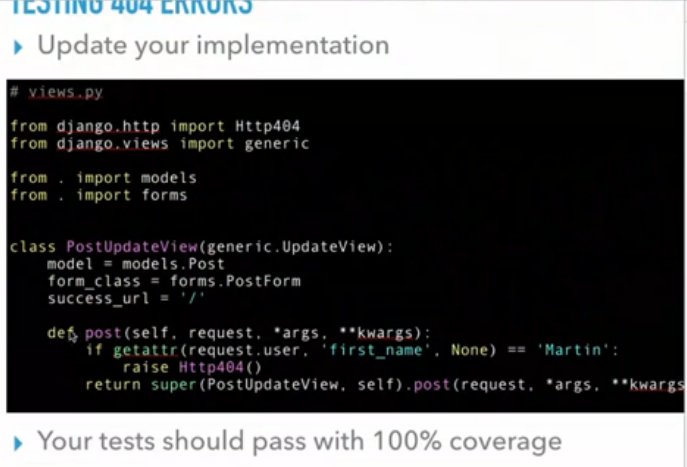 TESTING 404 ERRORS
Update your implementation
# views.py
from django.http import Http404
from django.views import generic
from . import models
from . import forms
class PostUpdateView(generic.UpdateView):
    model = models.Post
    form_class = forms.PostForm
    success_url = '/'
    def post(self, request, *args, **kwargs):
        if getattr(request.user, 'first_name', None) == 'Martin':
            raise Http404()
        return super(PostUpdateView, self).post(request, *args, **kwargs
Your tests should pass with 100% coverage